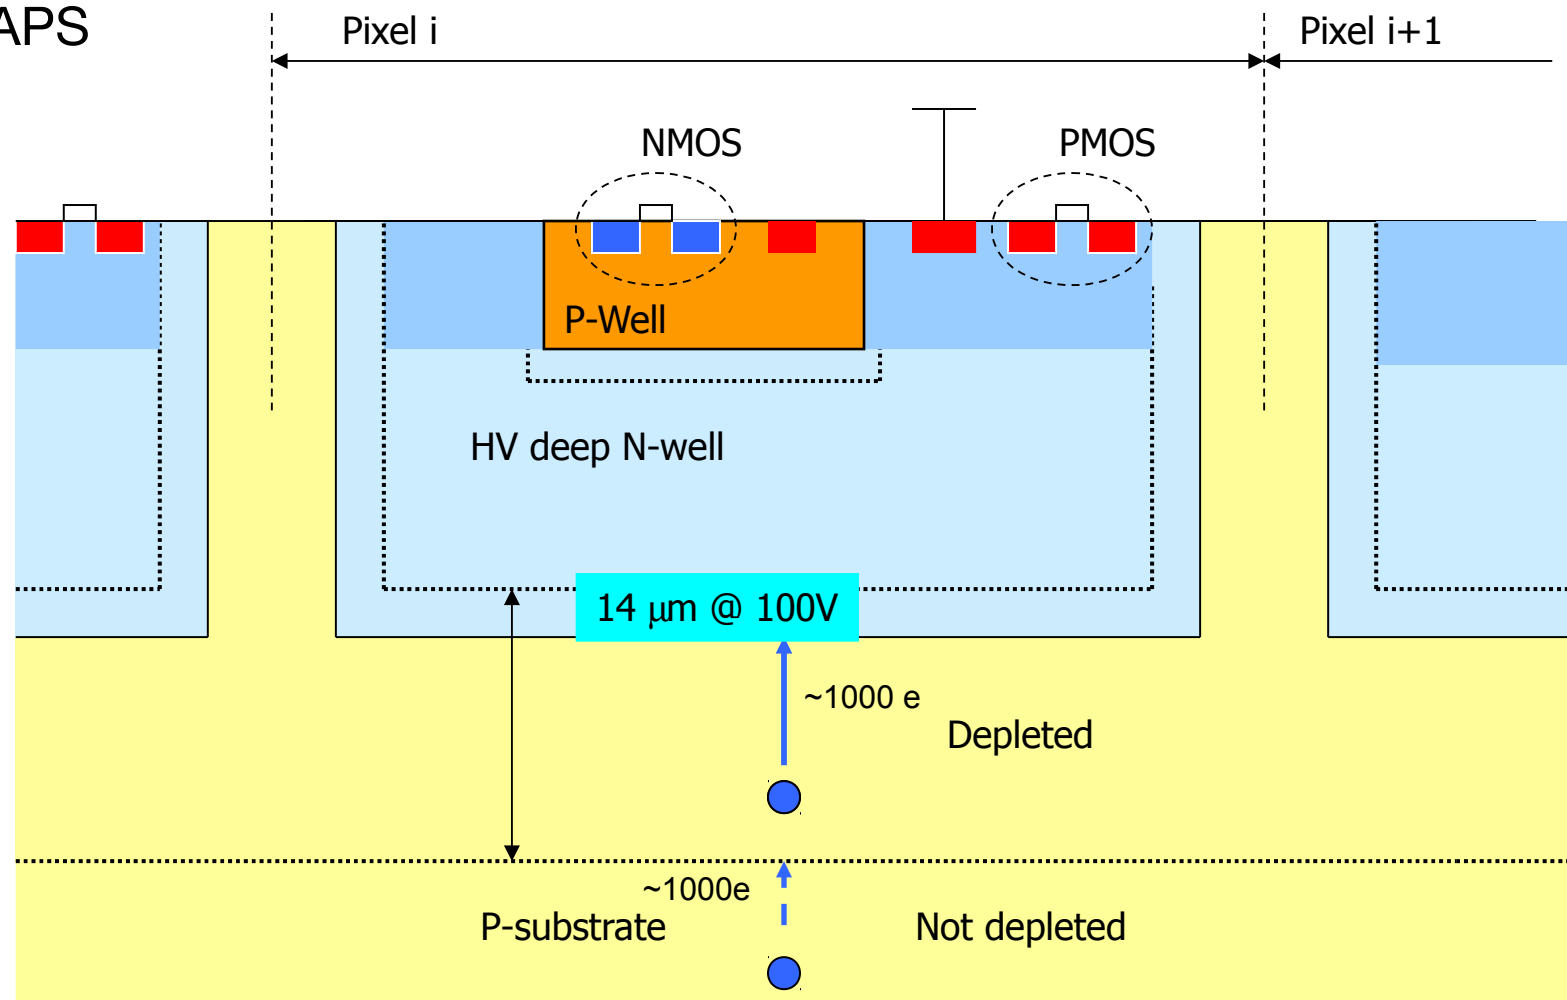 APS
Pixel i
Pixel i+1
NMOS
PMOS
P-Well
HV deep N-well
14 μm @ 100V
~1000 e
Depleted
~1000e
P-substrate
Not depleted